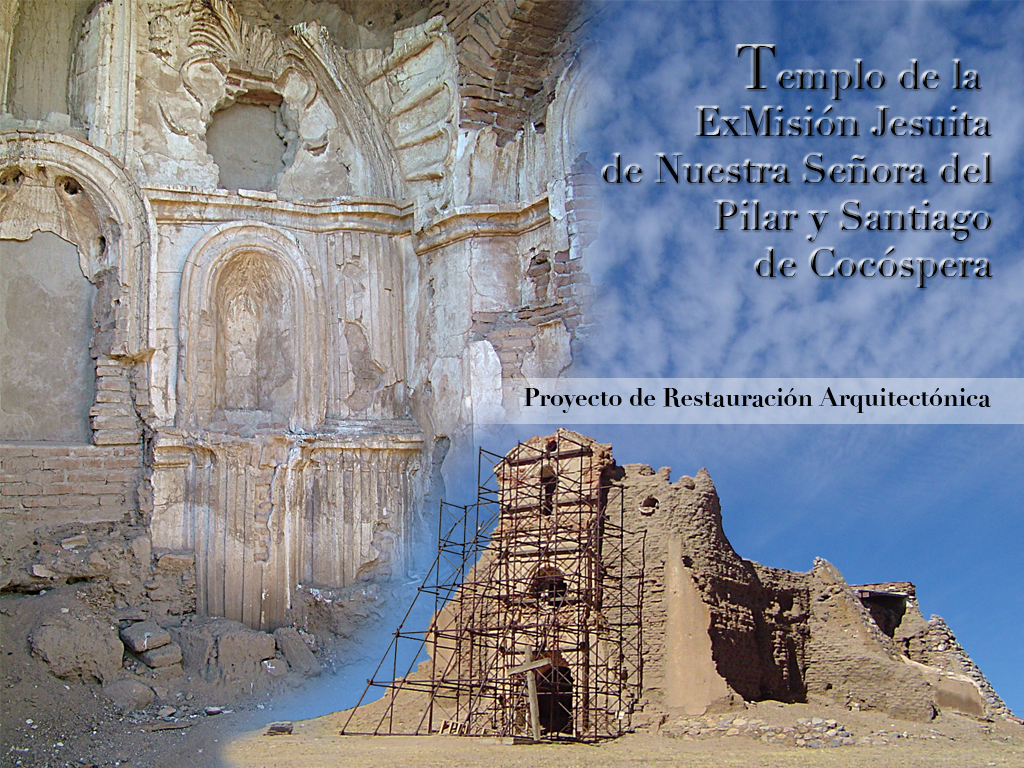 Templo de la
ExMisión Jesuita
de Nuestra Señora del
Pilar y Santiago
de Cocóspera
Proyecto de Restauración Arquitectónica